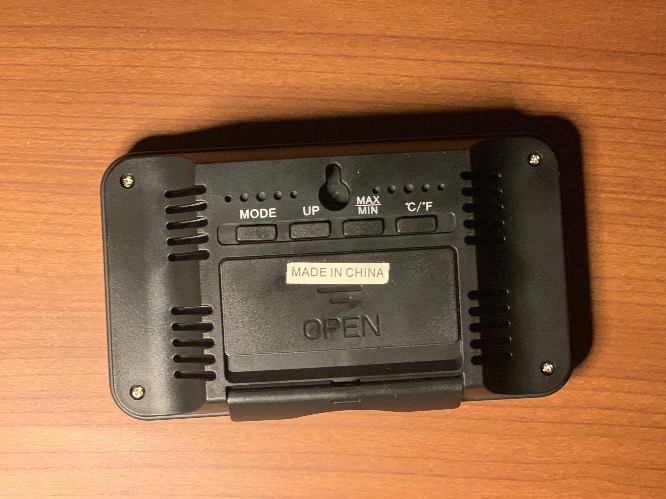 MODE UP MAX/MIN °C/°F
MADE IN CHINA
OPEN